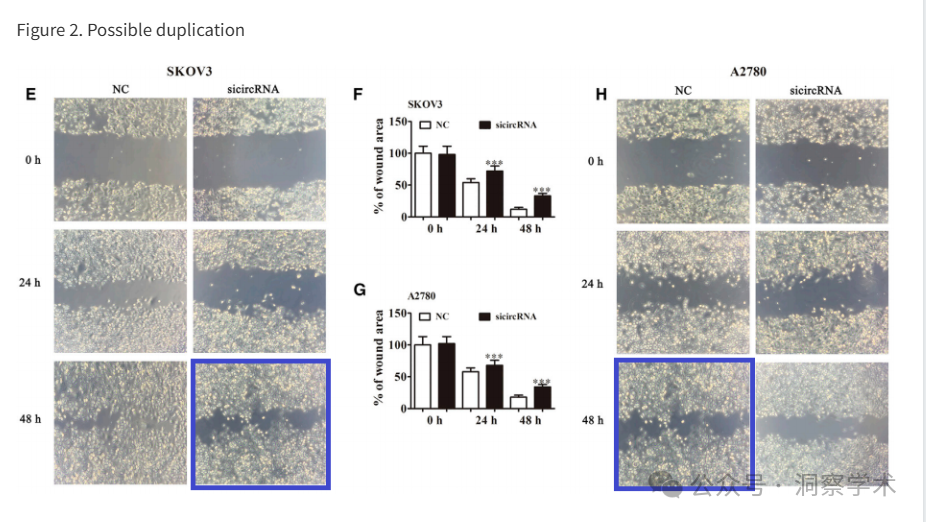 Figure 2. Possible duplication
SKOV3
E
NC
sicircRNA
0 h
24 h
48 h
F
SKOV3
NC
sicircRNA
% of wound area
150
100
50
0
***
***
0 h
24 h
48 h
G
A2780
NC
sicircRNA
% of wound area
150
100
50
0
***
***
0 h
24 h
48 h
A2780
H
NC
sicircRNA
0 h
24 h
48 h
公众号 · 洞察学术